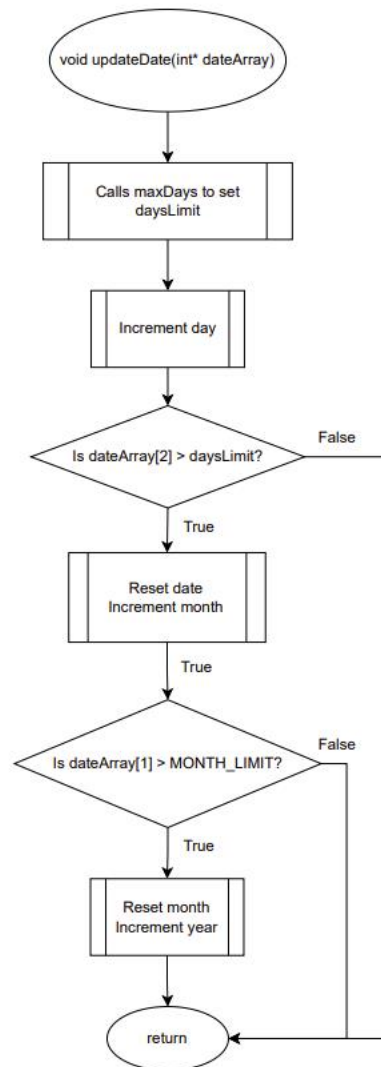 void updateDate(int* dateArray)
Calls maxDays to set
daysLimit
Increment day
Is dateArray[2] > daysLimit?
False
True
Reset date
Increment month
True
Is dateArray[1] > MONTH_LIMIT?
False
True
Reset month
Increment year
return